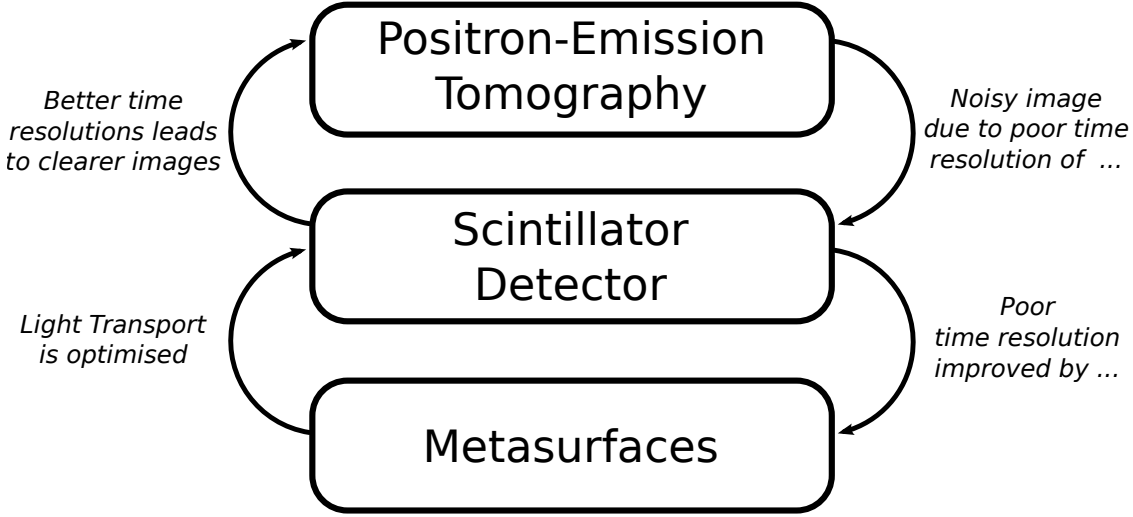 Positron-Emission
Tomography
Better time
resolutions leads
to clearer images
Noisy image
due to poor time
resolution of ...
Scintillator
Detector
Light Transport
is optimised
Poor
time resolution
improved by ...
Metasurfaces